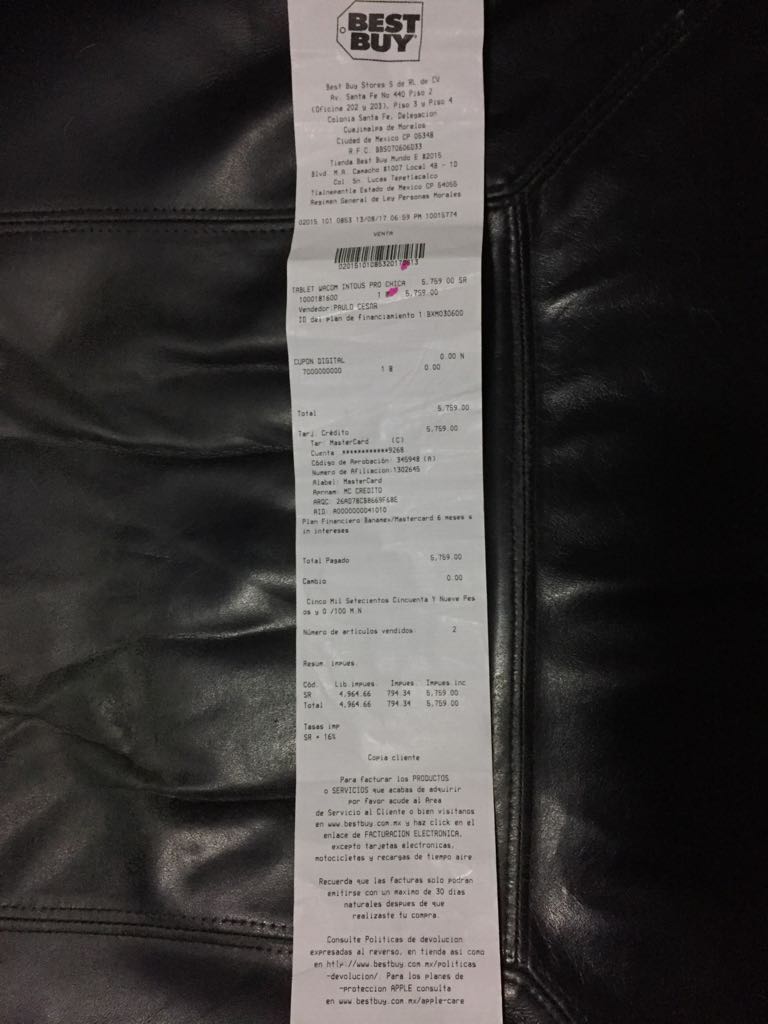 BEST
BUY
Best Buy Stores S de RL de CV
Av. Santa Fe No 440 Piso 2
(Oficina 202 y 203), Piso 3 y Piso 4
Colonia Santa Fe, Delegacion
Cuajimalpa de Morelos
Ciudad de Mexico CP 05348
R.F.C. BBS070606D33
Tienda Best Buy Mundo E #2015
Blvd. M.A. Camacho #1007 Local 48 - 1D
Col. Sn. Lucas Tepetlacalco
Tlalnepantla Estado de Mexico CP 54055
Regimen General de Ley Personas Morales
02015 101 0853 13/08/17 06:59 PM 10015774
VENTA
TABLET WACOM INTOUS PRO CHICA 5,759.00 SR
1000181600 1 5,759.00
Vendedor:PAULO CESAR
ID del plan de financiamiento 1 BXM030600
CUPON DIGITAL 0.00 N
7000000000 1 @ 0.00
Total 5,759.00
Tarj. Crédito 5,759.00
Tar: MasterCard (C)
Cuenta: ************9268
Código de Aprobación: 345948 (A)
Numero de Afiliacion:1302645
Alabel: MasterCard
Apnnam: MC CREDITO
ARQC: 26AD78CB8669F68E
AID: A0000000041010
Plan Financiero Banamex/Mastercard 6 meses s
in intereses
Total Pagado 5,759.00
Cambio 0.00
Cinco Mil Setecientos Cincuenta Y Nueve Pes
os y 0 /100 M.N
Número de artículos vendidos: 2
Resum. impues.
Cód. Lib.impues. Impues. Impues.inc
SR 4,964.66 794.34 5,759.00
Total 4,964.66 794.34 5,759.00
Tasas imp
SR = 16%
Copia cliente
Para facturar los PRODUCTOS
o SERVICIOS que acabas de adquirir
por favor acude al Area
de Servicio al Cliente o bien visitanos
en www.bestbuy.com.mx y haz click en el
enlace de FACTURACION ELECTRONICA,
excepto tarjetas electronicas,
motocicletas y recargas de tiempo aire
Recuerda que las facturas solo podran
emitirse con un maximo de 30 dias
naturales despues de que
realizaste tu compra.
Consulte Politicas de devolucion
expresadas al reverso, en tienda asi como
en http://www.bestbuy.com.mx/politicas
-devolucion/. Para los planes de
-proteccion APPLE consulta
en www.bestbuy.com.mx/apple-care